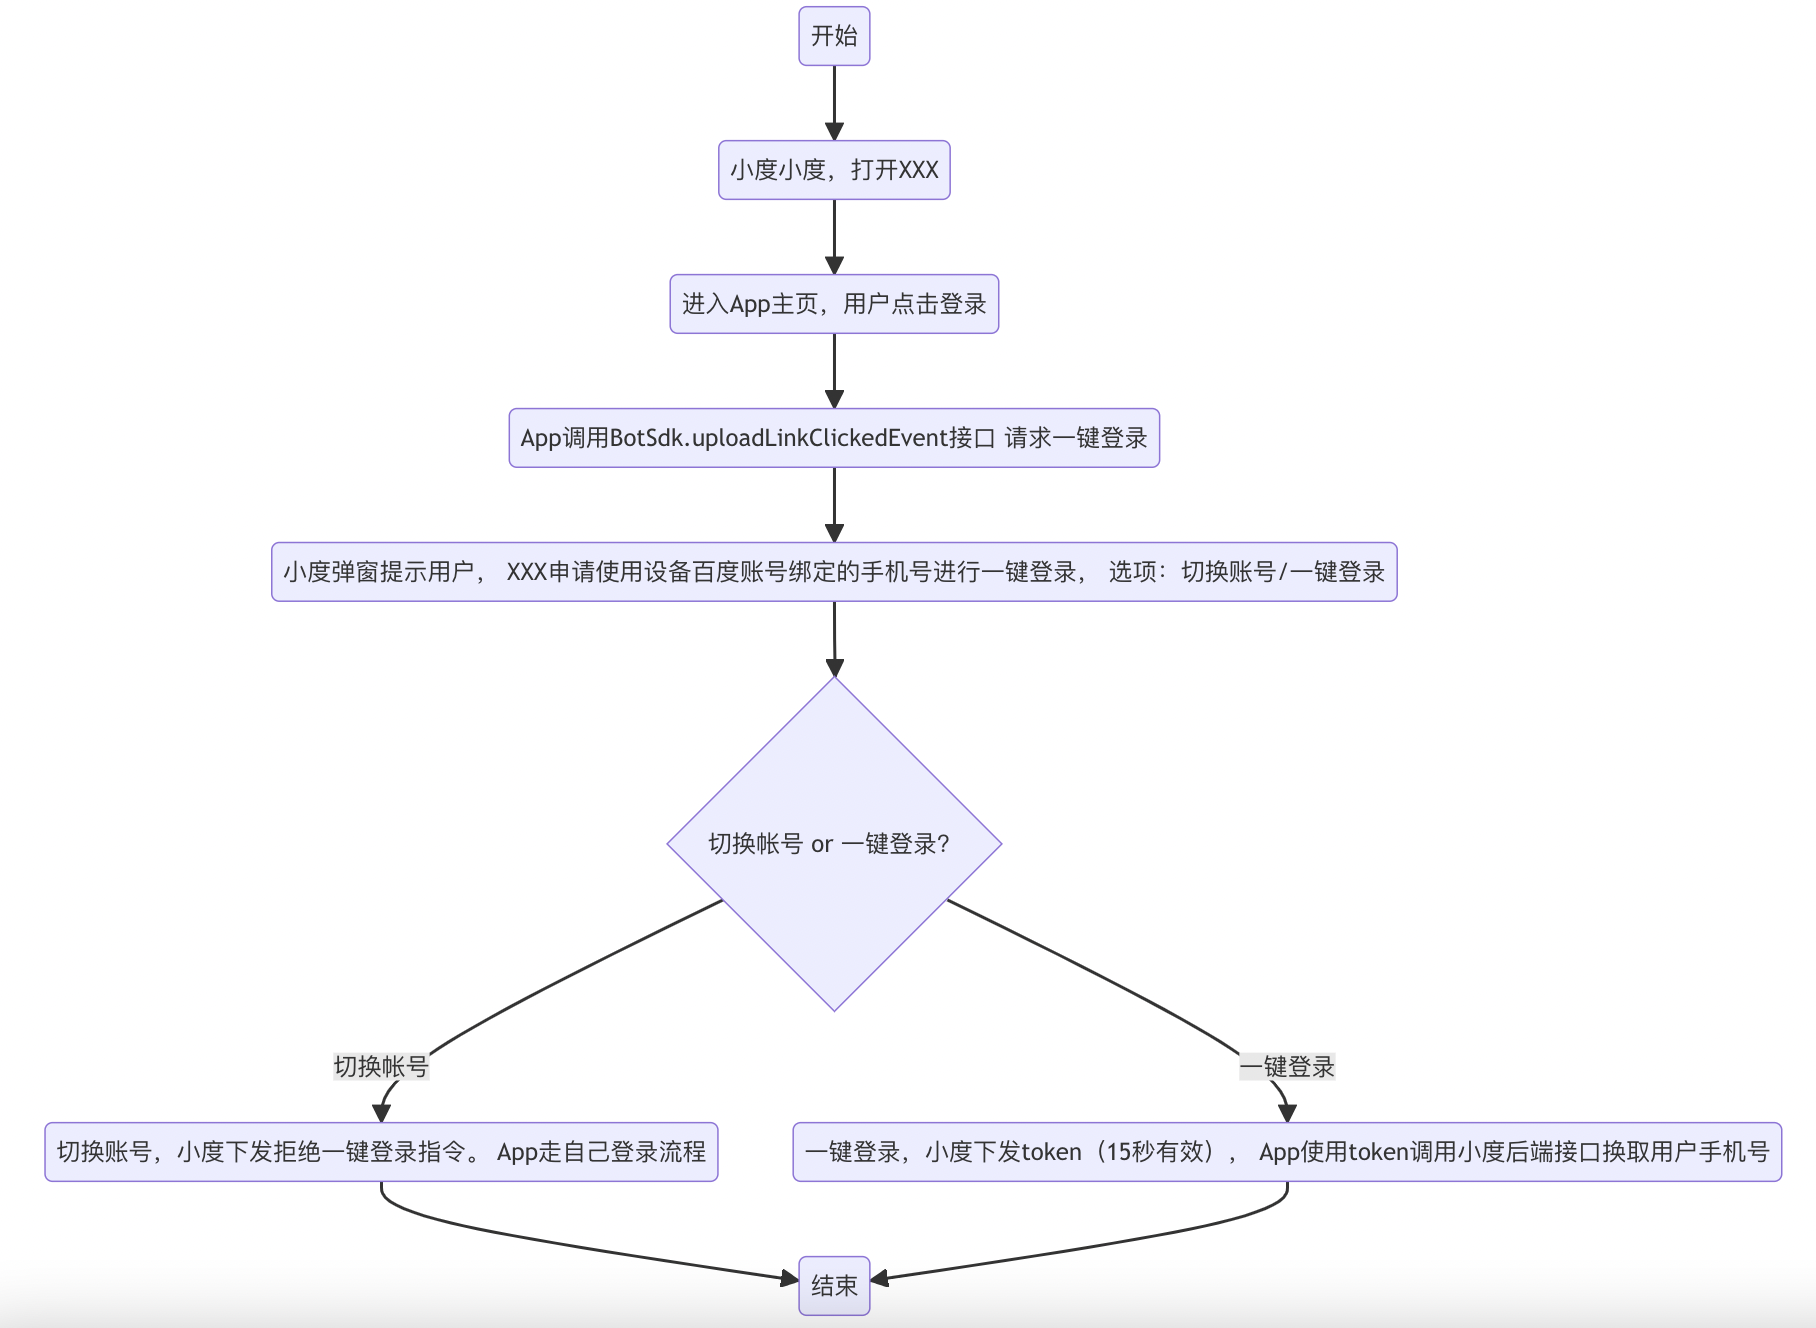 开始
小度小度，打开XXX
进入App主页，用户点击登录
App调用BotSdk.uploadLinkClickedEvent接口 请求一键登录
小度弹窗提示用户， XXX申请使用设备百度账号绑定的手机号进行一键登录， 选项：切换账号/一键登录
切换帐号 or 一键登录?
切换帐号
一键登录
切换账号，小度下发拒绝一键登录指令。 App走自己登录流程
一键登录，小度下发token（15秒有效）， App使用token调用小度后端接口换取用户手机号
结束